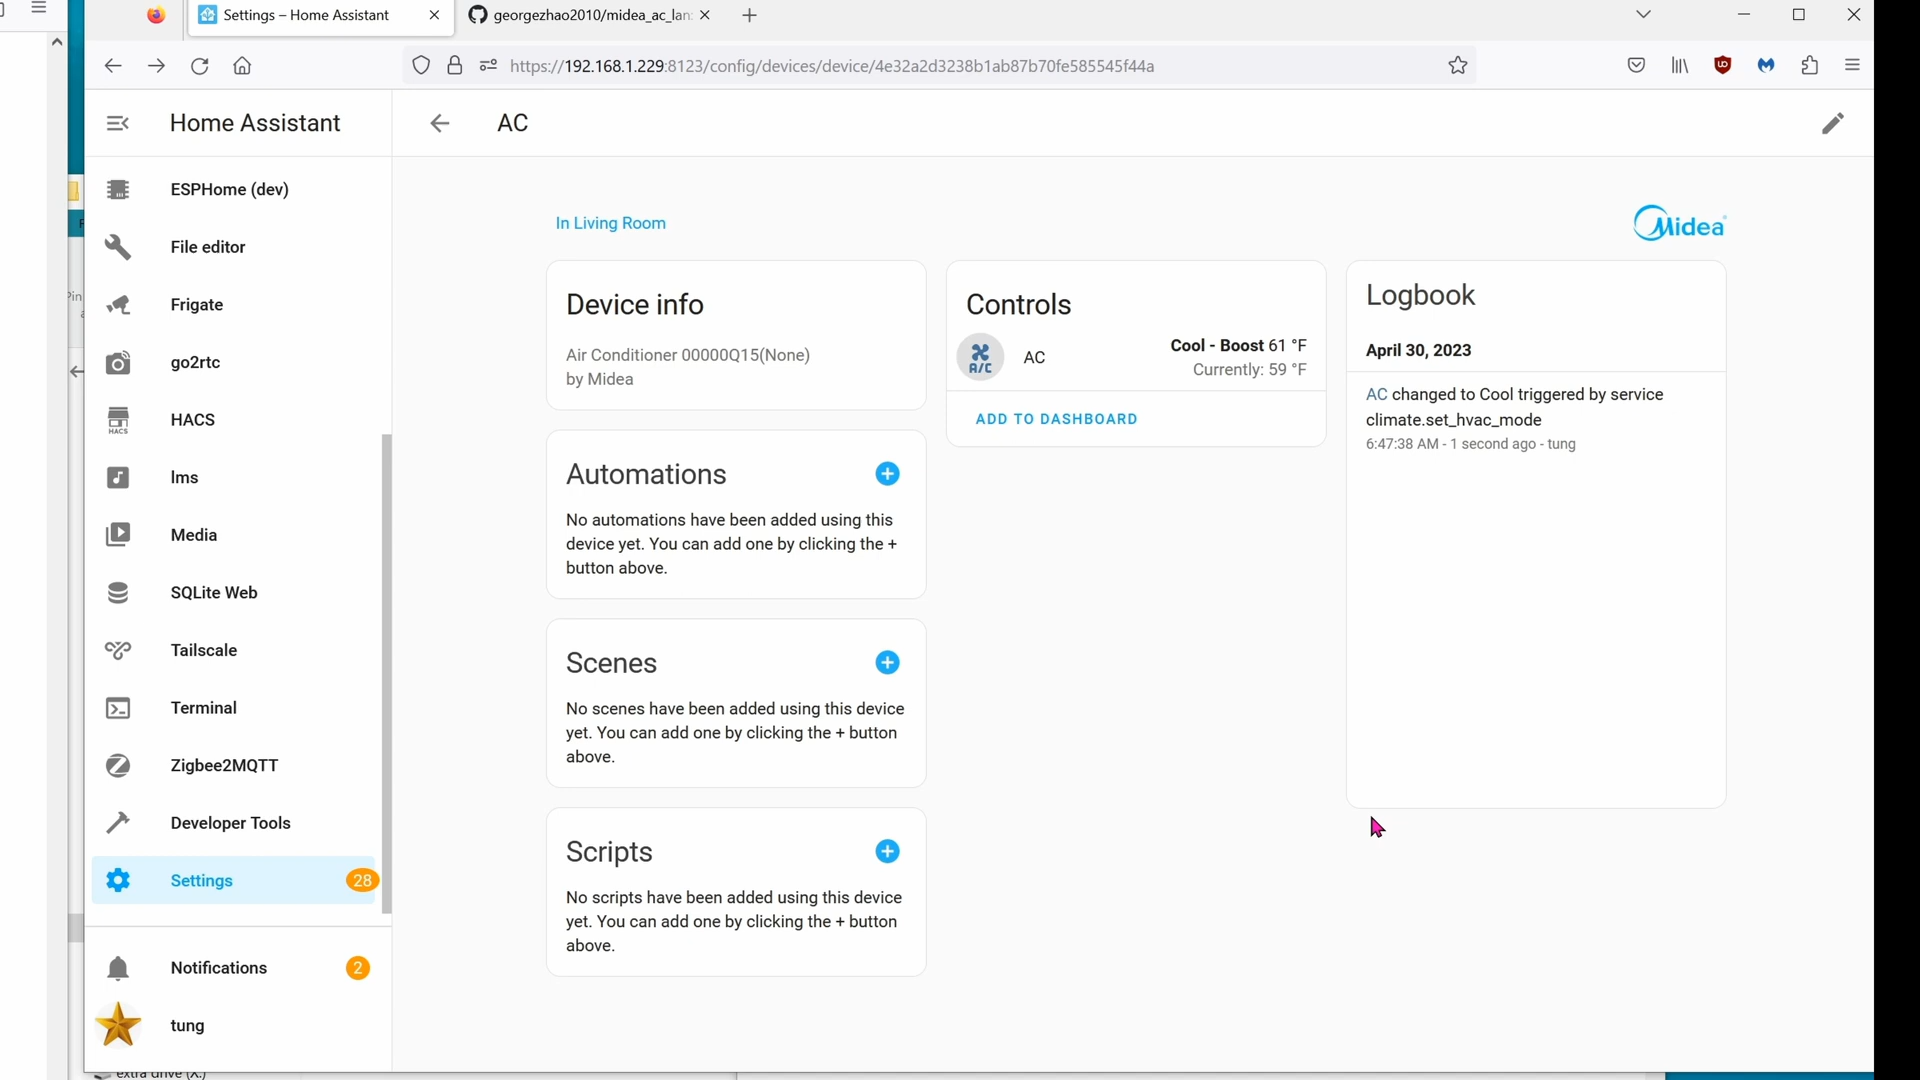 Settings – Home Assistant
georgezhao2010/midea_ac_lan:
https://192.168.1.229:8123/config/devices/device/4e32a2d3238b1ab87b70fe585545f44a
Home Assistant
AC
ESPHome (dev)
File editor
Frigate
go2rtc
HACS
HACS
lms
Media
SQLite Web
Tailscale
Terminal
Zigbee2MQTT
Developer Tools
Settings
28
Notifications
2
tung
In Living Room
Midea
Device info
Air Conditioner 00000Q15(None)
by Midea
Automations
No automations have been added using this
device yet. You can add one by clicking the +
button above.
Scenes
No scenes have been added using this device
yet. You can add one by clicking the + button
above.
Scripts
No scripts have been added using this device
yet. You can add one by clicking the + button
above.
Controls
A/C
AC
Cool - Boost 61 °F
Currently: 59 °F
ADD TO DASHBOARD
Logbook
April 30, 2023
AC changed to Cool triggered by service
climate.set_hvac_mode
6:47:38 AM - 1 second ago - tung
Pin
extra drive (X:)